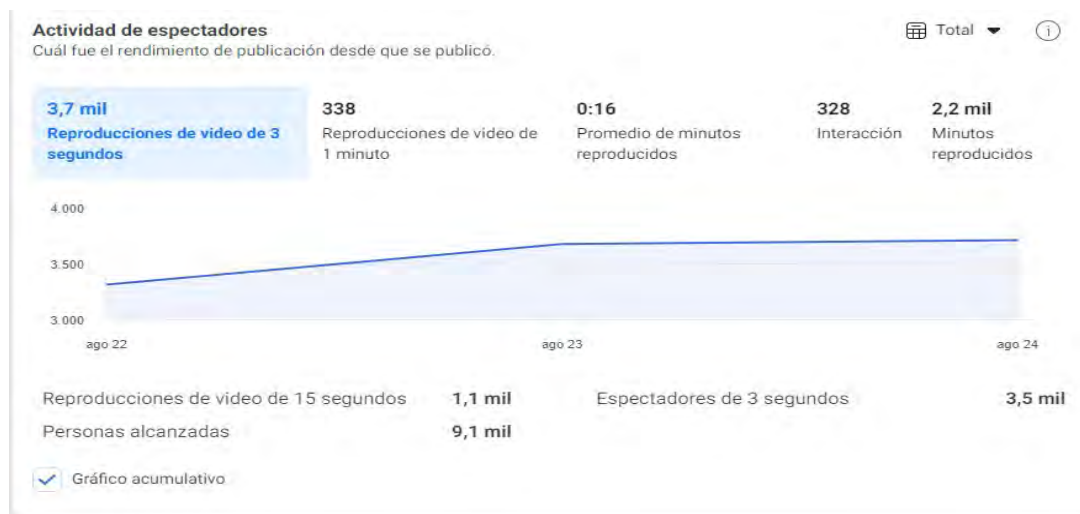 Actividad de espectadores
Total
Cuál fue el rendimiento de publicación desde que se publicó.
3,7 mil
Reproducciones de video de 3
segundos
338
Reproducciones de video de
1 minuto
0:16
Promedio de minutos
reproducidos
328
Interacción
2,2 mil
Minutos
reproducidos
4.000
3.500
3.000
ago 22
ago 23
ago 24
Reproducciones de video de 15 segundos 1,1 mil
Espectadores de 3 segundos 3,5 mil
Personas alcanzadas 9,1 mil
Gráfico acumulativo